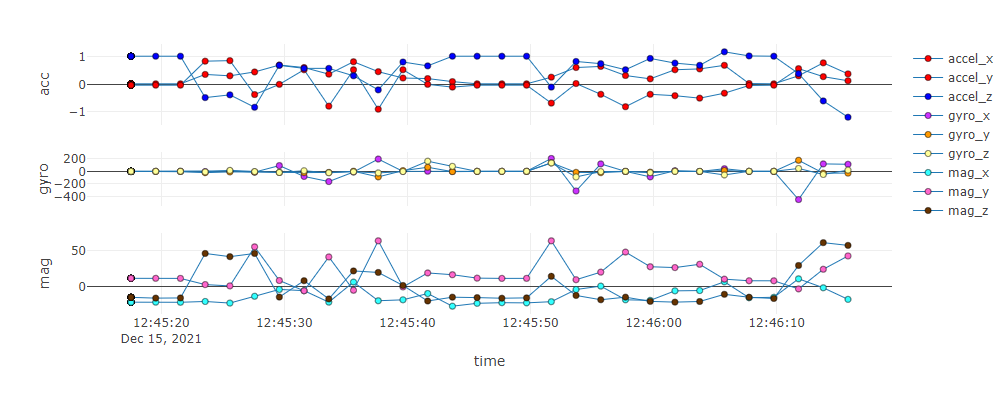 acc
1
0
−1
gyro
200
0
−200
−400
mag
50
0
12:45:20
12:45:30
12:45:40
12:45:50
12:46:00
12:46:10
Dec 15, 2021
time
accel_x
accel_y
accel_z
gyro_x
gyro_y
gyro_z
mag_x
mag_y
mag_z